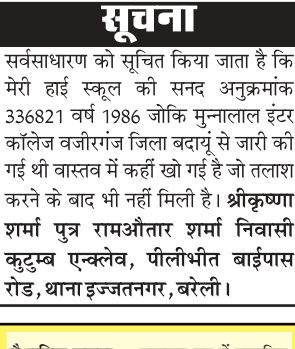 सूचना
सर्वसाधारण को सूचित किया जाता है कि
मेरी हाई स्कूल की सनद अनुक्रमांक
336821 वर्ष 1986 जोकि मुन्नालाल इंटर
कॉलेज वजीरगंज जिला बदायूं से जारी की
गई थी वास्तव में कहीं खो गई है जो तलाश
करने के बाद भी नहीं मिली है। श्रीकृष्णा
शर्मा पुत्र रामऔतार शर्मा निवासी
कुटुम्ब एन्क्लेव, पीलीभीत बाईपास
रोड, थाना इज्जतनगर, बरेली।